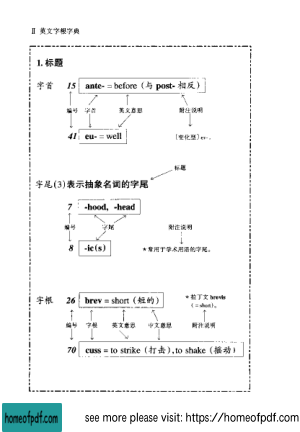 II 英文字根字典
1. 标题
字首 15 ante- = before (与 post- 相反)
编号 字首 英文意思 附注说明
41 eu- = well [变化型] ev-.
标题
字尾(3)表示抽象名词的字尾
7 -hood, -head
编号 字尾 附注说明
8 -ic(s) *常用于学术用语的字尾。
字根 26 brev = short (短的) *拉丁文 brevis
(= short)。
编号 字根 英文意思 中文意思 附注说明
70 cuss = to strike (打击), to shake (摇动)
homeofpdf.com see more please visit: https://homeofpdf.com